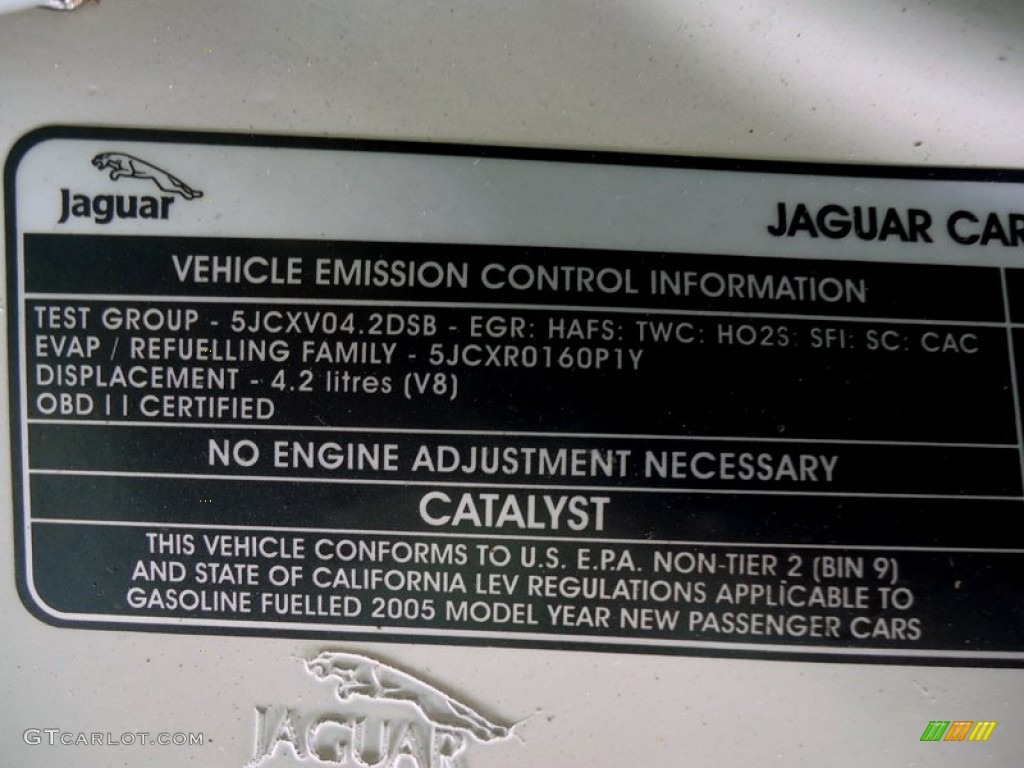 Jaguar
JAGUAR CAR
VEHICLE EMISSION CONTROL INFORMATION
TEST GROUP - 5JCXV04.2DSB - EGR: HAFS: TWC: HO2S: SFI: SC: CAC
EVAP / REFUELLING FAMILY - 5JCXR0160P1Y
DISPLACEMENT - 4.2 litres (V8)
OBD II CERTIFIED
NO ENGINE ADJUSTMENT NECESSARY
CATALYST
THIS VEHICLE CONFORMS TO U.S. E.P.A. NON-TIER 2 (BIN 9)
AND STATE OF CALIFORNIA LEV REGULATIONS APPLICABLE TO
GASOLINE FUELLED 2005 MODEL YEAR NEW PASSENGER CARS
JAGUAR
GTCARLOT.COM